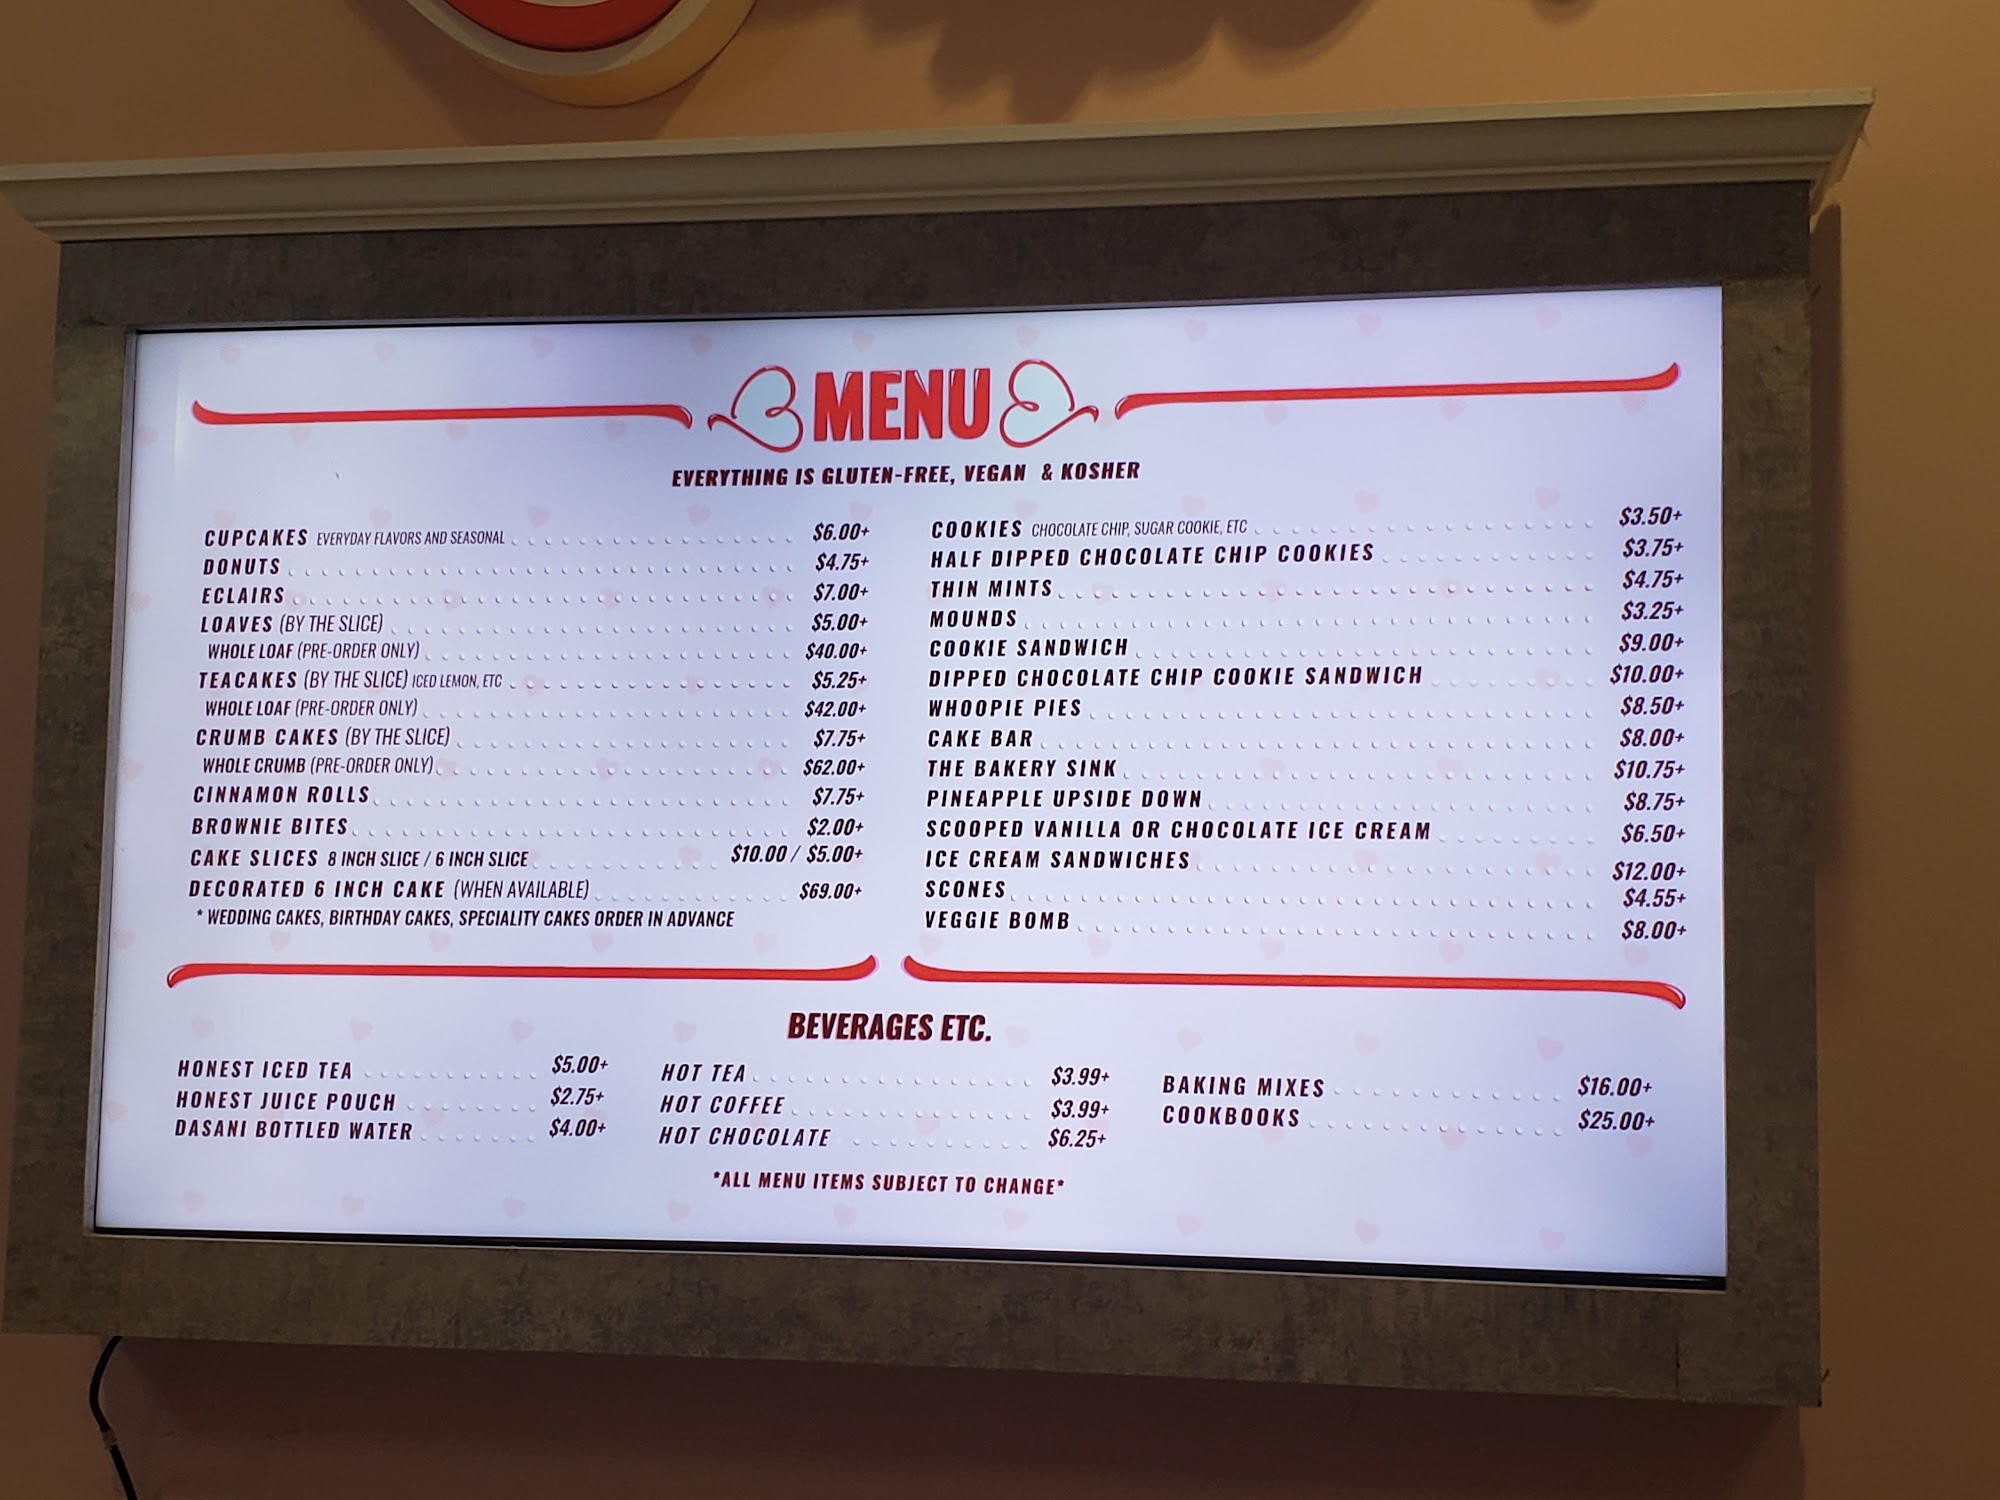 MENU
EVERYTHING IS GLUTEN-FREE, VEGAN & KOSHER
CUPCAKES EVERYDAY FLAVORS AND SEASONAL $6.00+
DONUTS $4.75+
ECLAIRS $7.00+
LOAVES (BY THE SLICE) $5.00+
WHOLE LOAF (PRE-ORDER ONLY) $40.00+
TEACAKES (BY THE SLICE) ICED LEMON, ETC $5.25+
WHOLE LOAF (PRE-ORDER ONLY) $42.00+
CRUMB CAKES (BY THE SLICE) $7.75+
WHOLE CRUMB (PRE-ORDER ONLY) $62.00+
CINNAMON ROLLS $7.75+
BROWNIE BITES $2.00+
CAKE SLICES 8 INCH SLICE / 6 INCH SLICE $10.00 / $5.00+
DECORATED 6 INCH CAKE (WHEN AVAILABLE) $69.00+
* WEDDING CAKES, BIRTHDAY CAKES, SPECIALITY CAKES ORDER IN ADVANCE
COOKIES CHOCOLATE CHIP, SUGAR COOKIE, ETC $3.50+
HALF DIPPED CHOCOLATE CHIP COOKIES $3.75+
THIN MINTS $4.75+
MOUNDS $3.25+
COOKIE SANDWICH $9.00+
DIPPED CHOCOLATE CHIP COOKIE SANDWICH $10.00+
WHOOPIE PIES $8.50+
CAKE BAR $8.00+
THE BAKERY SINK $10.75+
PINEAPPLE UPSIDE DOWN $8.75+
SCOOPED VANILLA OR CHOCOLATE ICE CREAM $6.50+
ICE CREAM SANDWICHES $12.00+
SCONES $4.55+
VEGGIE BOMB $8.00+
BEVERAGES ETC.
HONEST ICED TEA $5.00+
HONEST JUICE POUCH $2.75+
DASANI BOTTLED WATER $4.00+
HOT TEA $3.99+
HOT COFFEE $3.99+
HOT CHOCOLATE $6.25+
BAKING MIXES $16.00+
COOKBOOKS $25.00+
*ALL MENU ITEMS SUBJECT TO CHANGE*